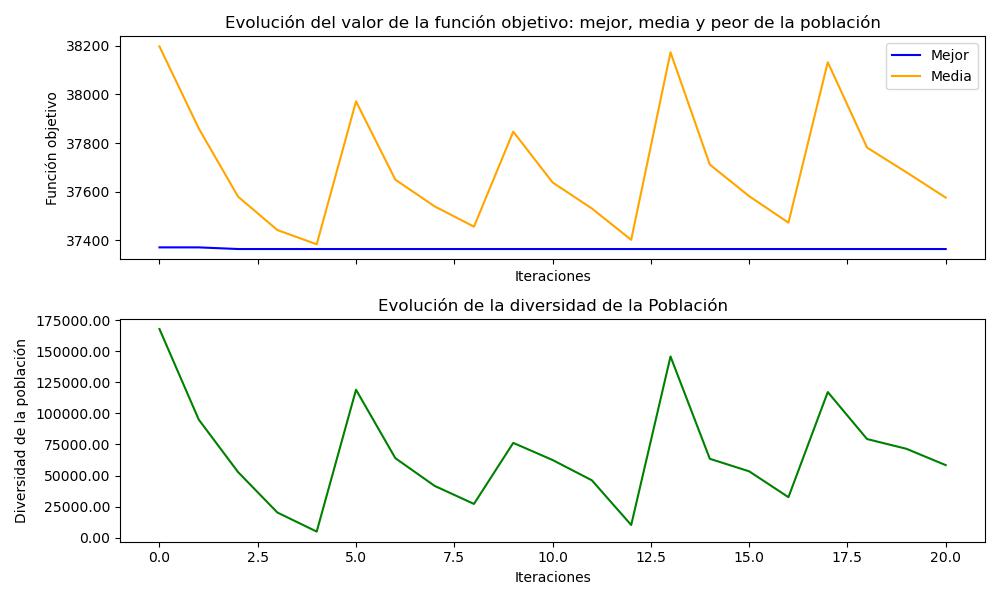 Evolución del valor de la función objetivo: mejor, media y peor de la población
38200
38000
37800
37600
37400
Función objetivo
Mejor
Media
Iteraciones
Evolución de la diversidad de la Población
175000.00
150000.00
125000.00
100000.00
75000.00
50000.00
25000.00
0.00
Diversidad de la población
0.0 2.5 5.0 7.5 10.0 12.5 15.0 17.5 20.0
Iteraciones